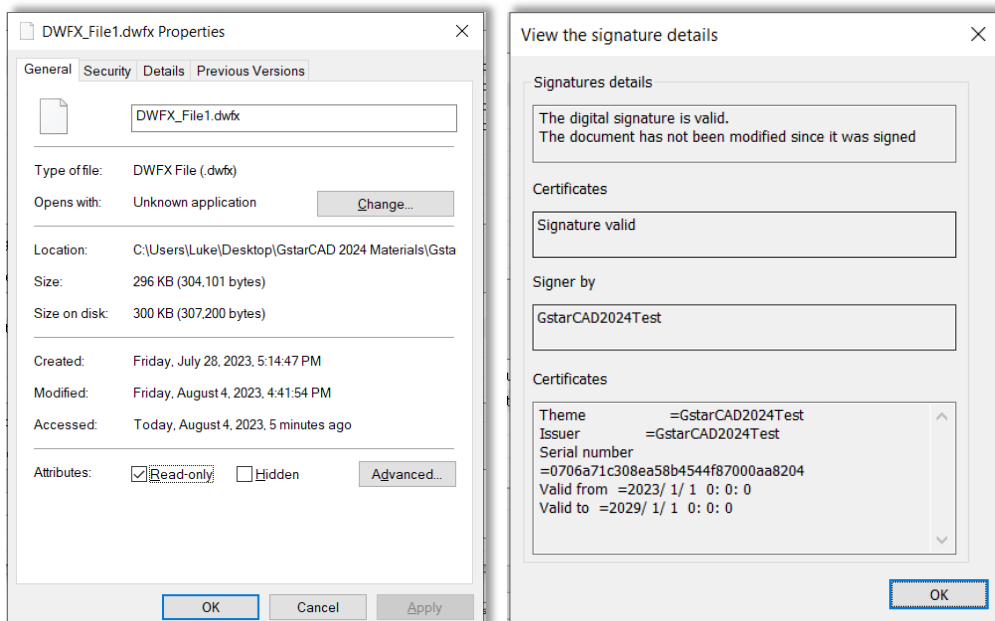 DWFX_File1.dwfx Properties
General Security Details Previous Versions
DWFX_File1.dwfx
Type of file: DWFX File (.dwfx)
Opens with: Unknown application Change...
Location: C:\Users\Luke\Desktop\GstarCAD 2024 Materials\Gsta
Size: 296 KB (304,101 bytes)
Size on disk: 300 KB (307,200 bytes)
Created: Friday, July 28, 2023, 5:14:47 PM
Modified: Friday, August 4, 2023, 4:41:54 PM
Accessed: Today, August 4, 2023, 5 minutes ago
Attributes: Read-only Hidden Advanced...
OK Cancel Apply
View the signature details
Signatures details
The digital signature is valid.
The document has not been modified since it was signed
Certificates
Signature valid
Signer by
GstarCAD2024Test
Certificates
Theme =GstarCAD2024Test
Issuer =GstarCAD2024Test
Serial number
=0706a71c308ea58b4544f87000aa8204
Valid from =2023/ 1/ 1 0: 0: 0
Valid to =2029/ 1/ 1 0: 0: 0
OK